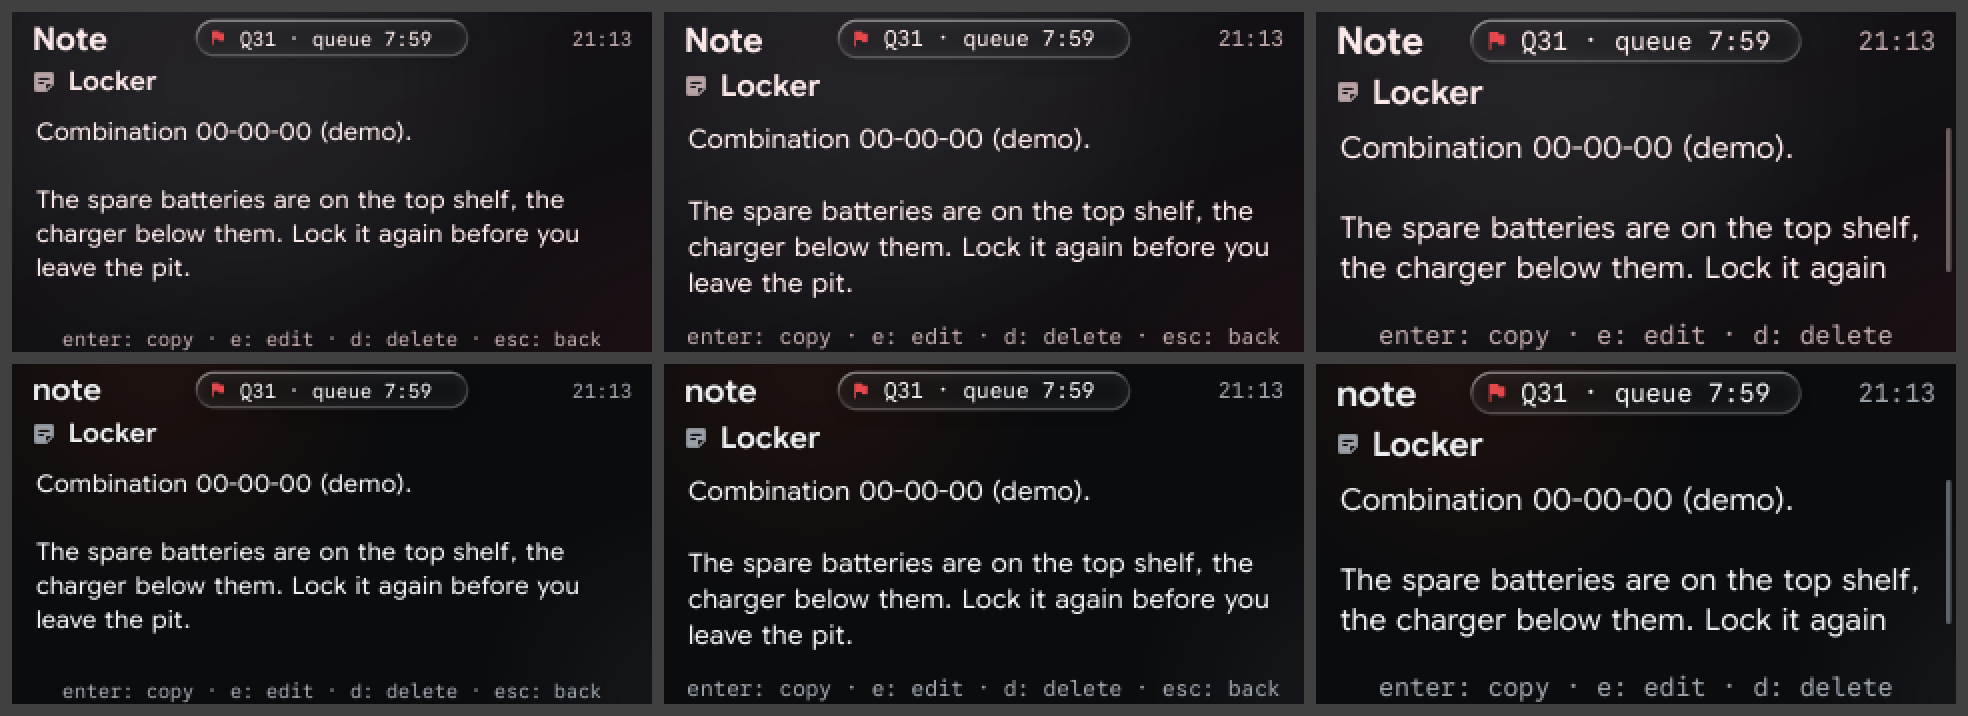 Note
Q31 · queue 7:59
21:13
Locker
Combination 00-00-00 (demo).
The spare batteries are on the top shelf, the
charger below them. Lock it again before you
leave the pit.
enter: copy · e: edit · d: delete · esc: back
Note
Q31 · queue 7:59
21:13
Locker
Combination 00-00-00 (demo).
The spare batteries are on the top shelf, the
charger below them. Lock it again before you
leave the pit.
enter: copy · e: edit · d: delete · esc: back
Note
Q31 · queue 7:59
21:13
Locker
Combination 00-00-00 (demo).
The spare batteries are on the top shelf,
the charger below them. Lock it again
enter: copy · e: edit · d: delete
note
Q31 · queue 7:59
21:13
Locker
Combination 00-00-00 (demo).
The spare batteries are on the top shelf, the
charger below them. Lock it again before you
leave the pit.
enter: copy · e: edit · d: delete · esc: back
note
Q31 · queue 7:59
21:13
Locker
Combination 00-00-00 (demo).
The spare batteries are on the top shelf, the
charger below them. Lock it again before you
leave the pit.
enter: copy · e: edit · d: delete · esc: back
note
Q31 · queue 7:59
21:13
Locker
Combination 00-00-00 (demo).
The spare batteries are on the top shelf,
the charger below them. Lock it again
enter: copy · e: edit · d: delete